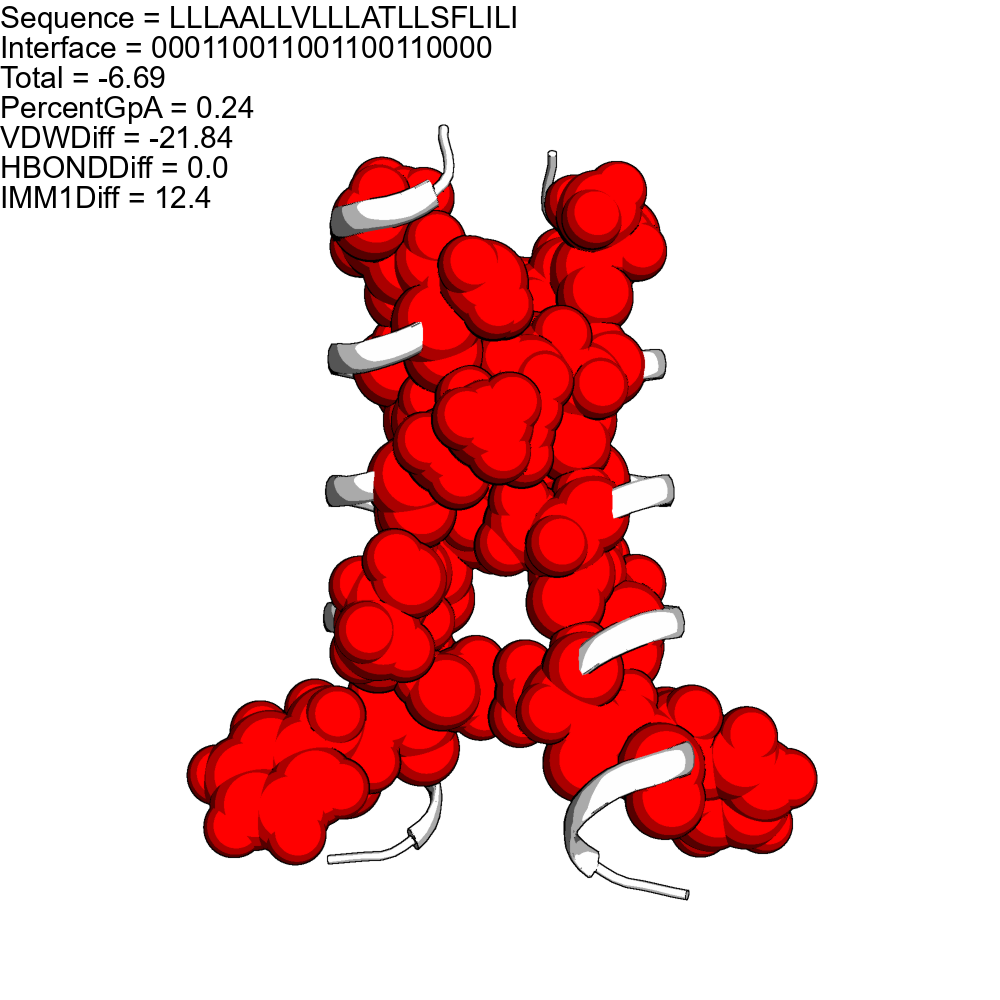 Sequence = LLLAALLVLLLATLLSFLILI
Interface = 000110011001100110000
Total = -6.69
PercentGpA = 0.24
VDWDiff = -21.84
HBONDDiff = 0.0
IMM1Diff = 12.4